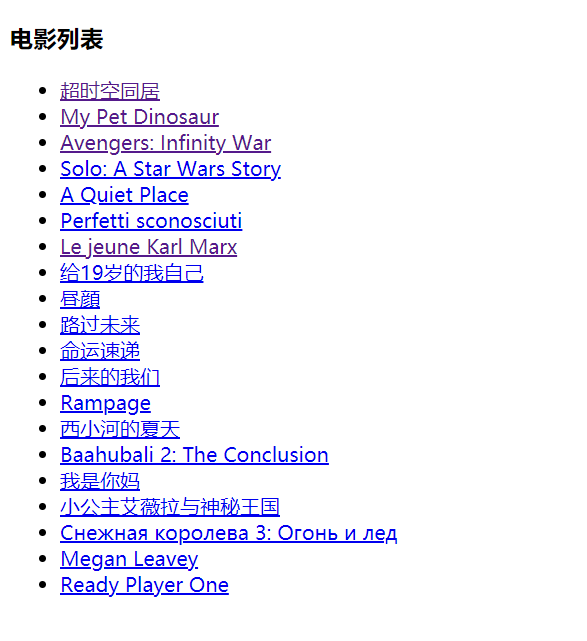 电影列表
超时空同居
My Pet Dinosaur
Avengers: Infinity War
Solo: A Star Wars Story
A Quiet Place
Perfetti sconosciuti
Le jeune Karl Marx
给19岁的我自己
昼顔
路过未来
命运速递
后来的我们
Rampage
西小河的夏天
Baahubali 2: The Conclusion
我是你妈
小公主艾薇拉与神秘王国
Снежная королева 3: Огонь и лед
Megan Leavey
Ready Player One